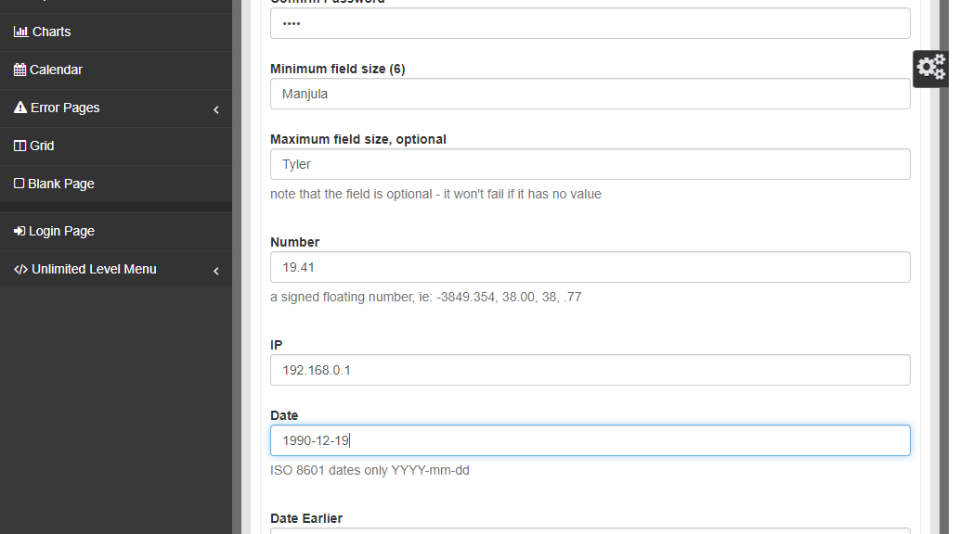 Charts
Calendar
Error Pages
Grid
Blank Page
Login Page
Unlimited Level Menu
Confirm Password
••••
Minimum field size (6)
Manjula
Maximum field size, optional
Tyler
note that the field is optional - it won't fail if it has no value
Number
19.41
a signed floating number, ie: -3849.354, 38.00, 38, .77
IP
192.168.0.1
Date
1990-12-19
ISO 8601 dates only YYYY-mm-dd
Date Earlier